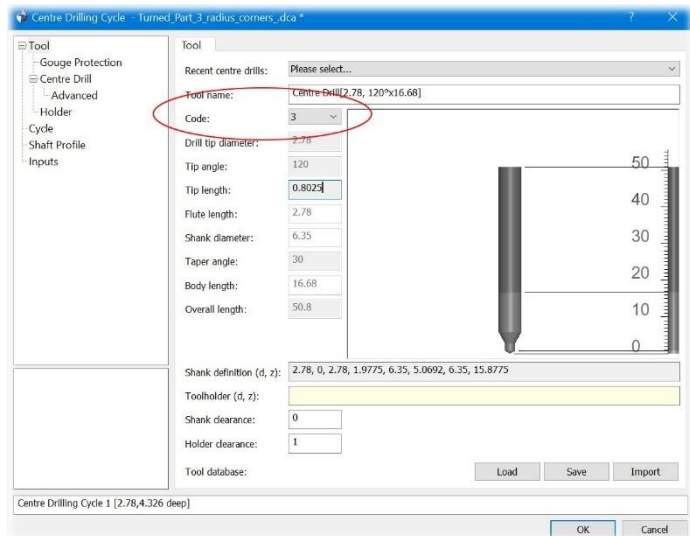 Centre Drilling Cycle - Turned_Part_3_radius_corners_.dca *
? ×
Tool
Gouge Protection
Centre Drill
Advanced
Holder
Cycle
Shaft Profile
Inputs
Tool
Recent centre drills: Please select...
Tool name: Centre Drill[2.78, 120°x16.68]
Code: 3
Drill tip diameter: 2.78
Tip angle: 120
Tip length: 0.8025
Flute length: 2.78
Shank diameter: 6.35
Taper angle: 30
Body length: 16.68
Overall length: 50.8
50
40
30
20
10
0
Shank definition (d, z): 2.78, 0, 2.78, 1.9775, 6.35, 5.0692, 6.35, 15.8775
Toolholder (d, z):
Shank clearance: 0
Holder clearance: 1
Tool database: Load Save Import
Centre Drilling Cycle 1 [2.78,4.326 deep]
OK Cancel